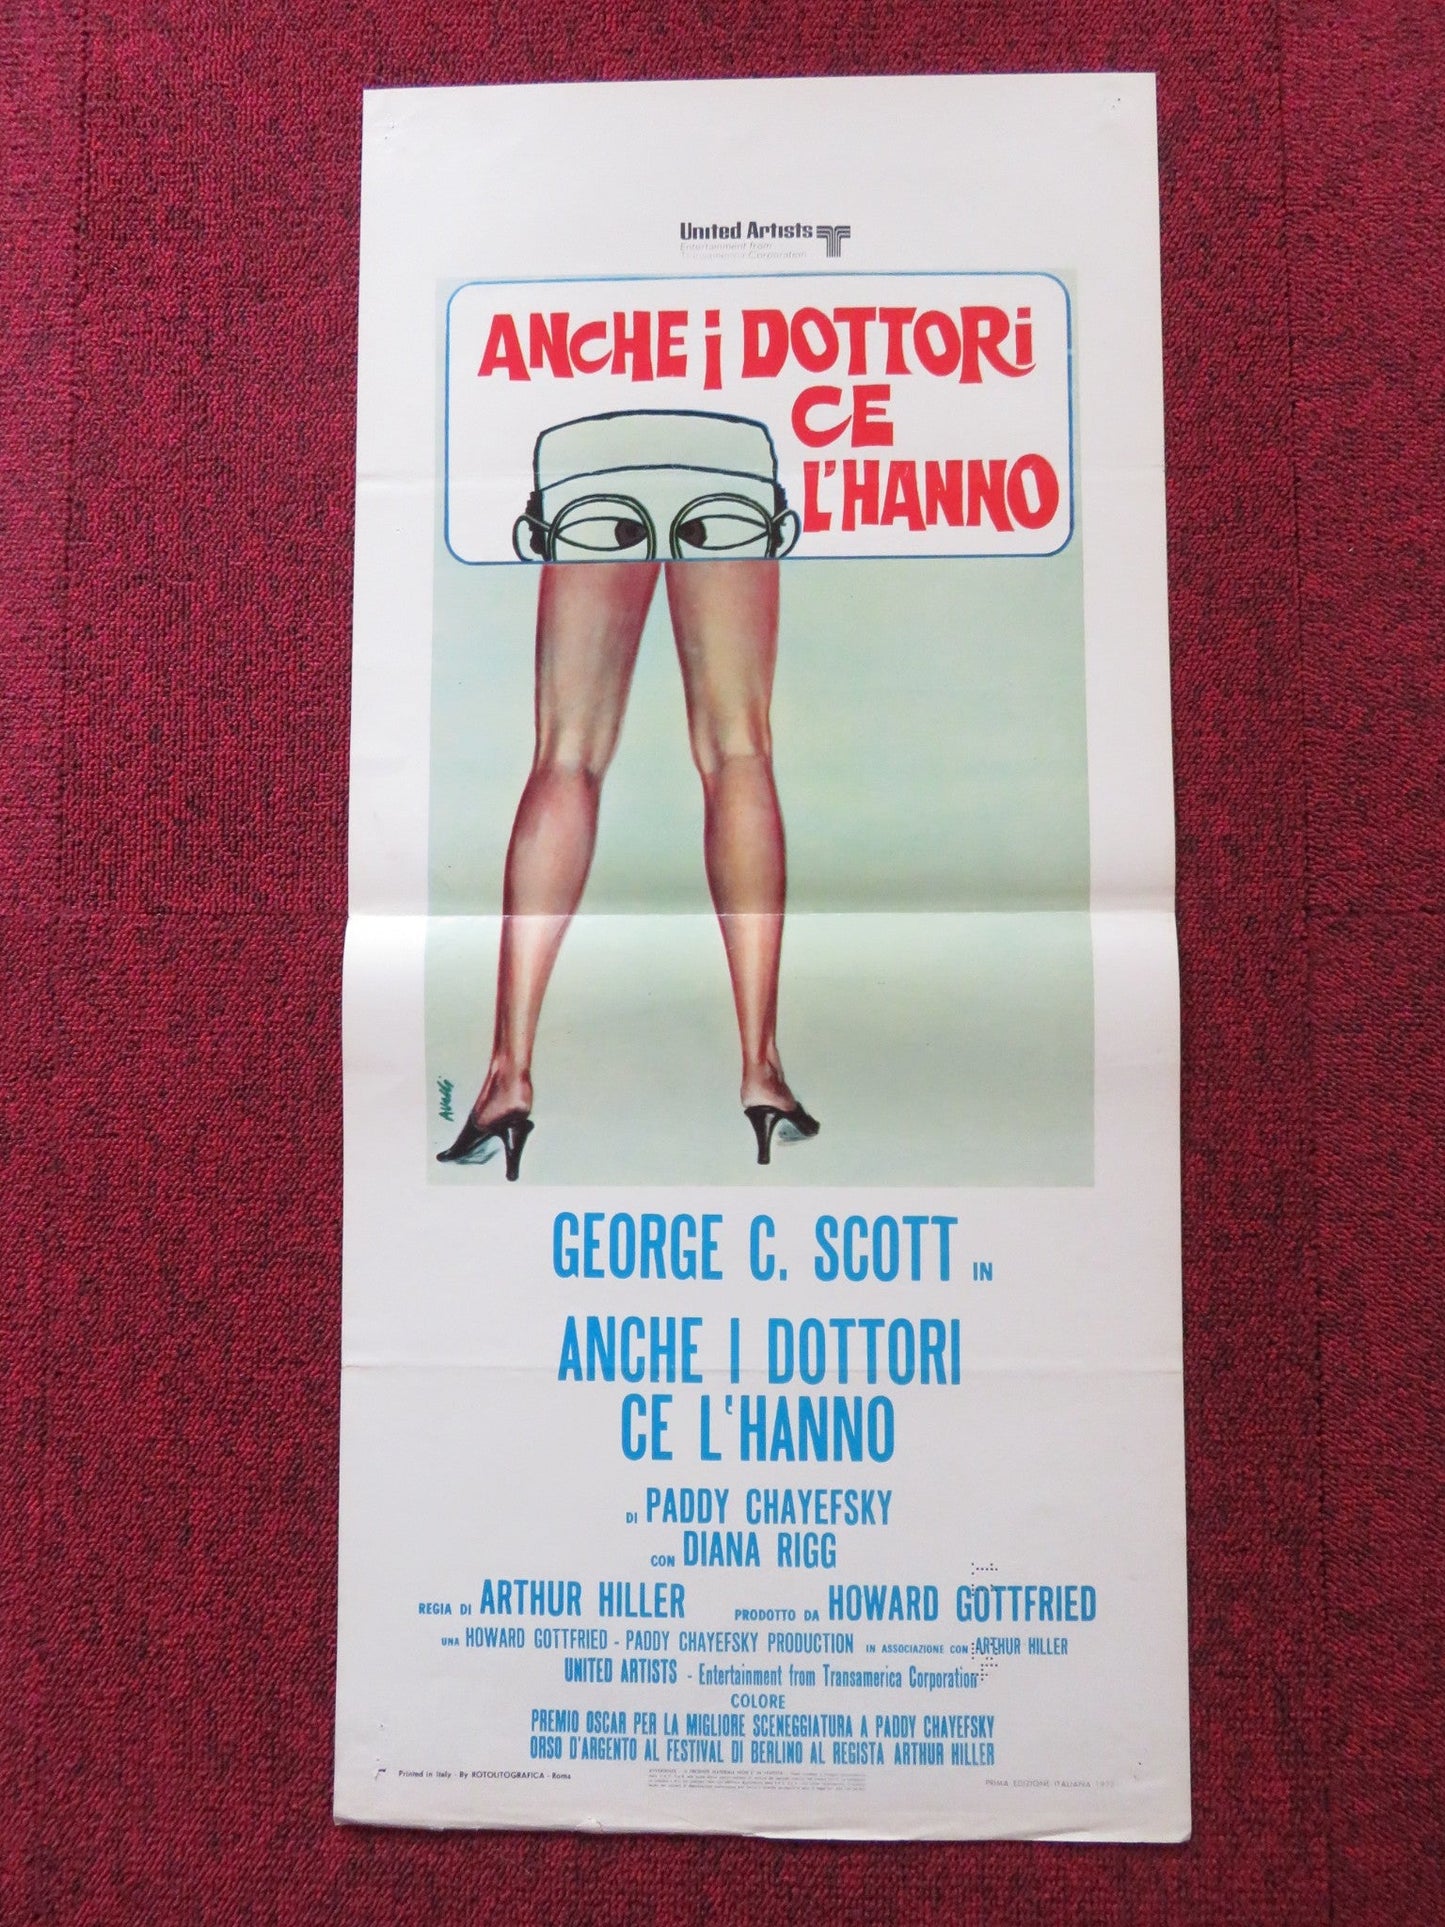 United Artists
Entertainment from
Transamerica Corporation
ANCHE i DOTTORi
CE
L'HANNO
Avelli
GEORGE C. SCOTT IN
ANCHE I DOTTORI
CE L'HANNO
DI PADDY CHAYEFSKY
CON DIANA RIGG
REGIA DI ARTHUR HILLER PRODOTTO DA HOWARD GOTTFRIED
UNA HOWARD GOTTFRIED - PADDY CHAYEFSKY PRODUCTION IN ASSOCIAZIONE CON ARTHUR HILLER
UNITED ARTISTS - Entertainment from Transamerica Corporation
COLORE
PREMIO OSCAR PER LA MIGLIORE SCENEGGIATURA A PADDY CHAYEFSKY
ORSO D'ARGENTO AL FESTIVAL DI BERLINO AL REGISTA ARTHUR HILLER
Printed in Italy - By ROTOLITOGRAFICA - Roma
PRIMA EDIZIONE ITALIANA 1972